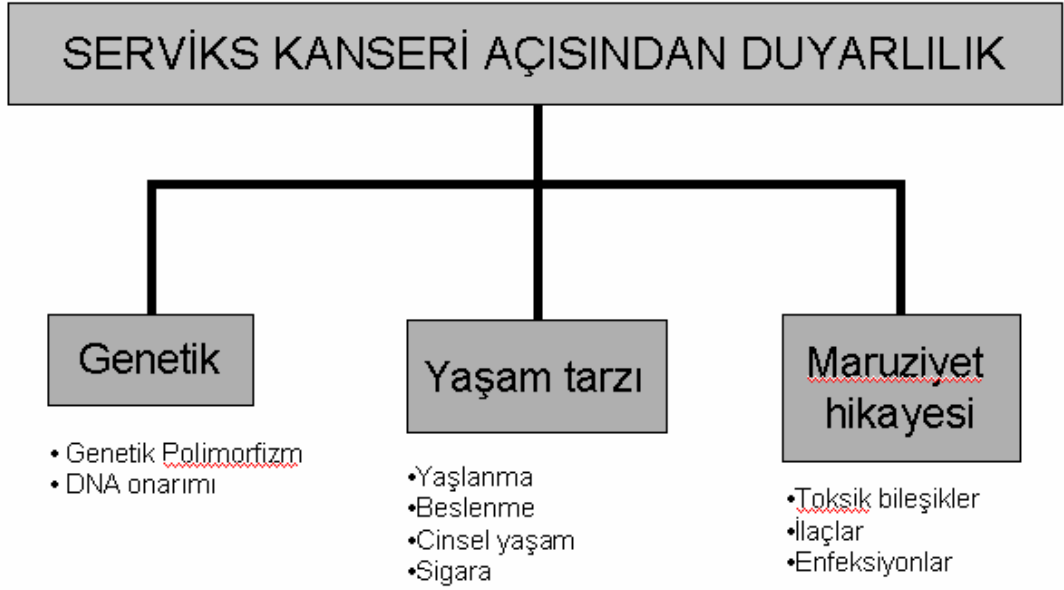 SERVİKS KANSERİ AÇISINDAN DUYARLILIK
Genetik
• Genetik Polimorfizm
• DNA onarımı
Yaşam tarzı
•Yaşlanma
•Beslenme
•Cinsel yaşam
•Sigara
Maruziyet
hikayesi
•Toksik bileşikler
•İlaçlar
•Enfeksiyonlar